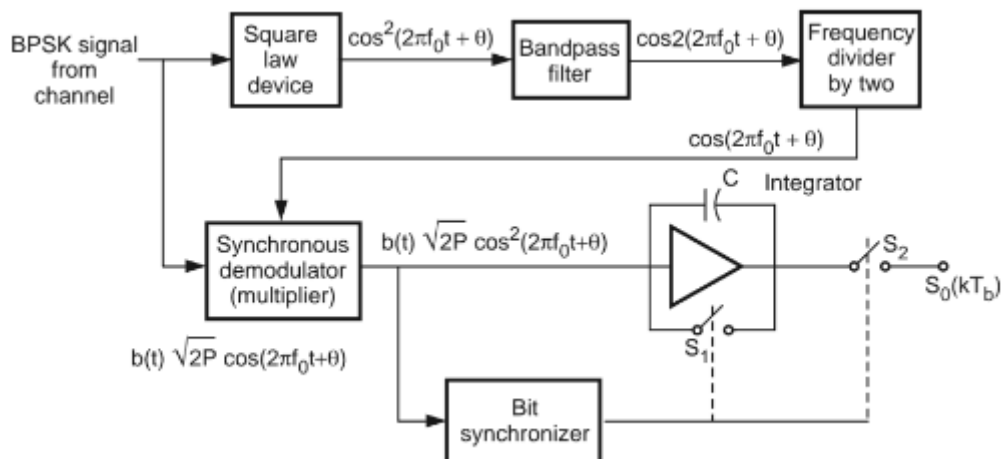 BPSK signal
from
channel
Square
law
device
cos²(2πf₀t + θ)
Bandpass
filter
cos2(2πf₀t + θ)
Frequency
divider
by two
cos(2πf₀t + θ)
C
Integrator
Synchronous
demodulator
(multiplier)
b(t) √2P cos²(2πf₀t+θ)
S₂
S₀(kT_b)
S₁
b(t) √2P cos(2πf₀t+θ)
Bit
synchronizer